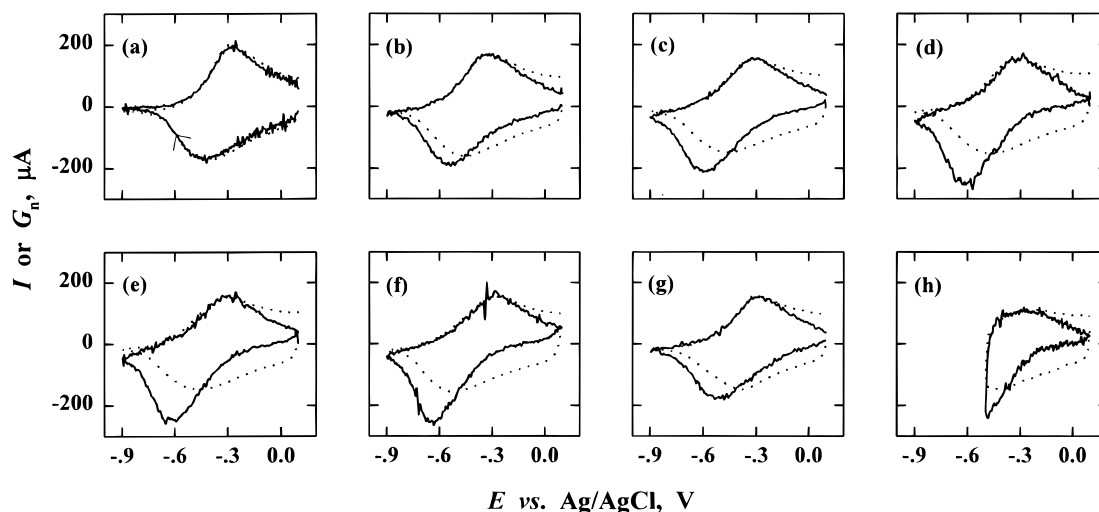 (a) (b) (c) (d)
200
0
-200
I or Gₙ, μA
(e) (f) (g) (h)
200
0
-200
-.9 -.6 -.3 0.0 -.9 -.6 -.3 0.0 -.9 -.6 -.3 0.0 -.9 -.6 -.3 0.0
E vs. Ag/AgCl, V